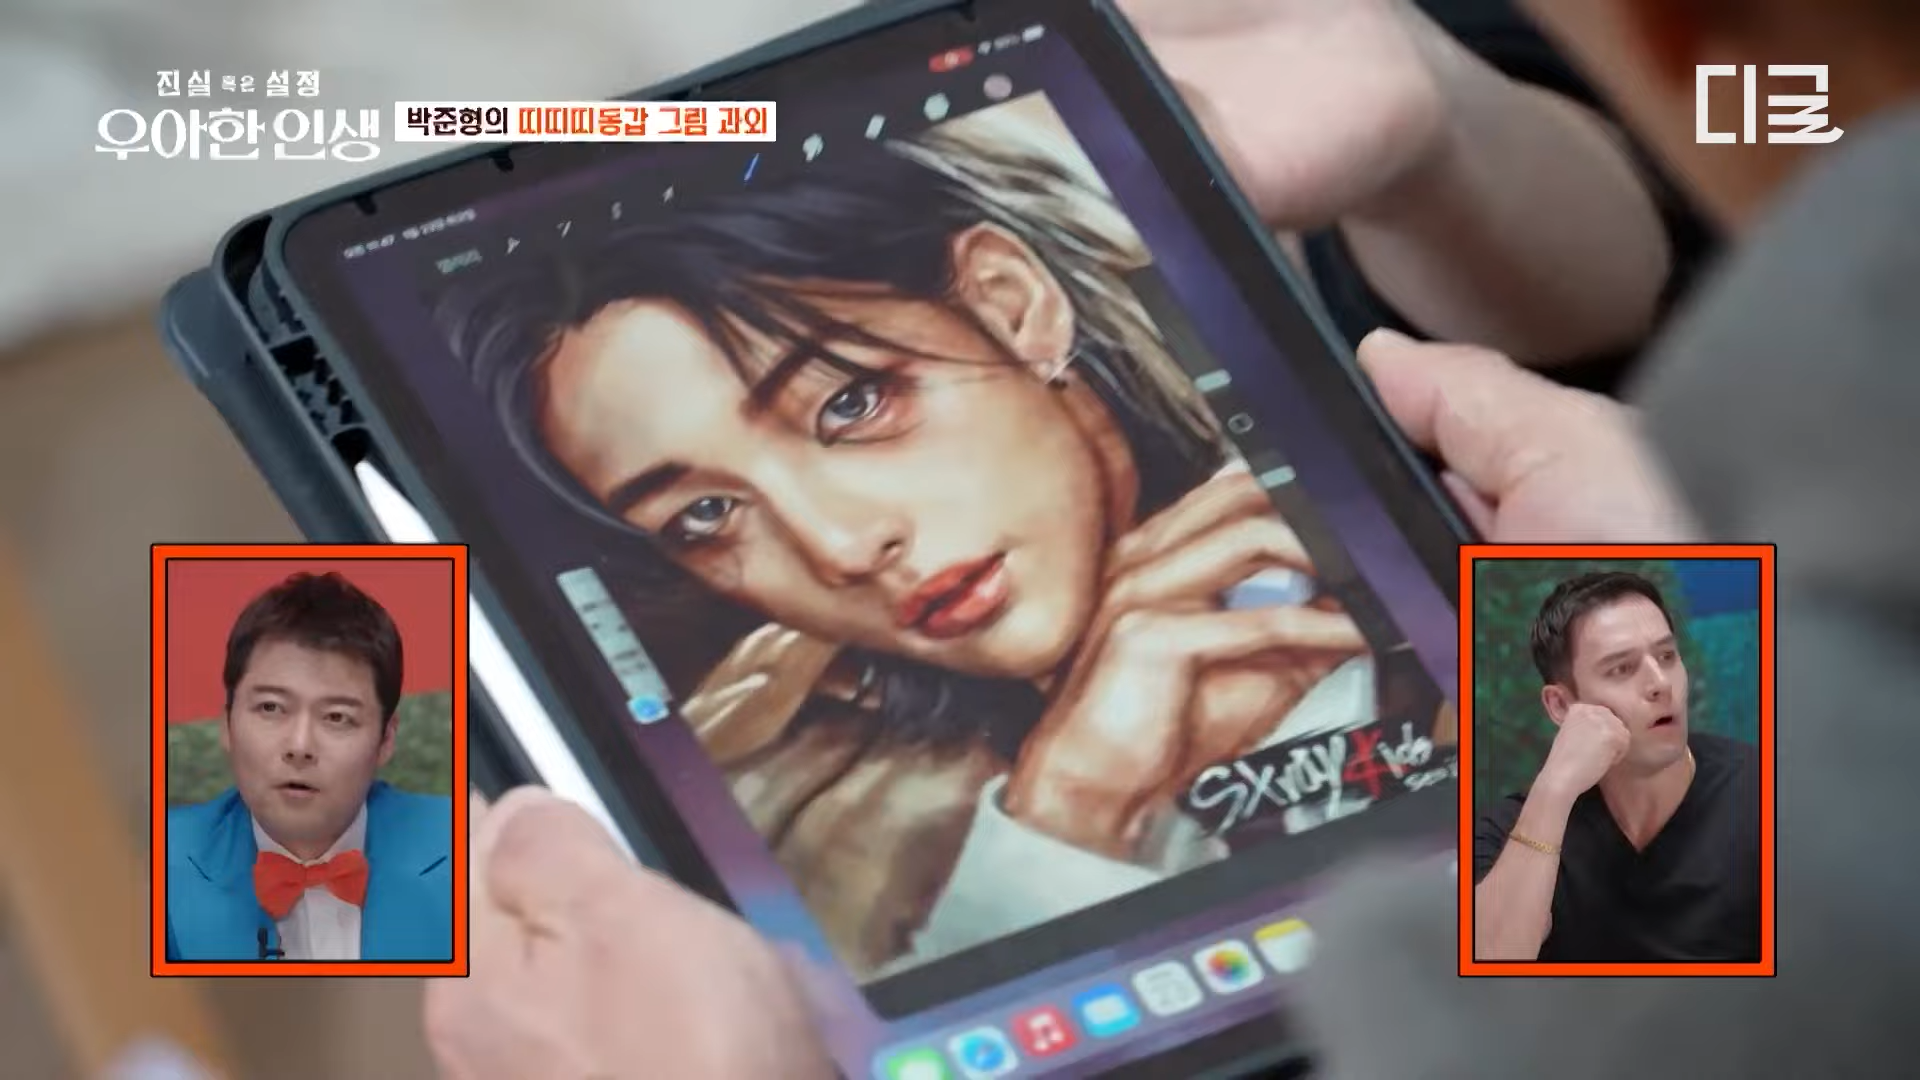 진실 혹은 설정
우아한 인생
박준형의 띠띠띠동갑 그림 과외
디글
Stray Kids